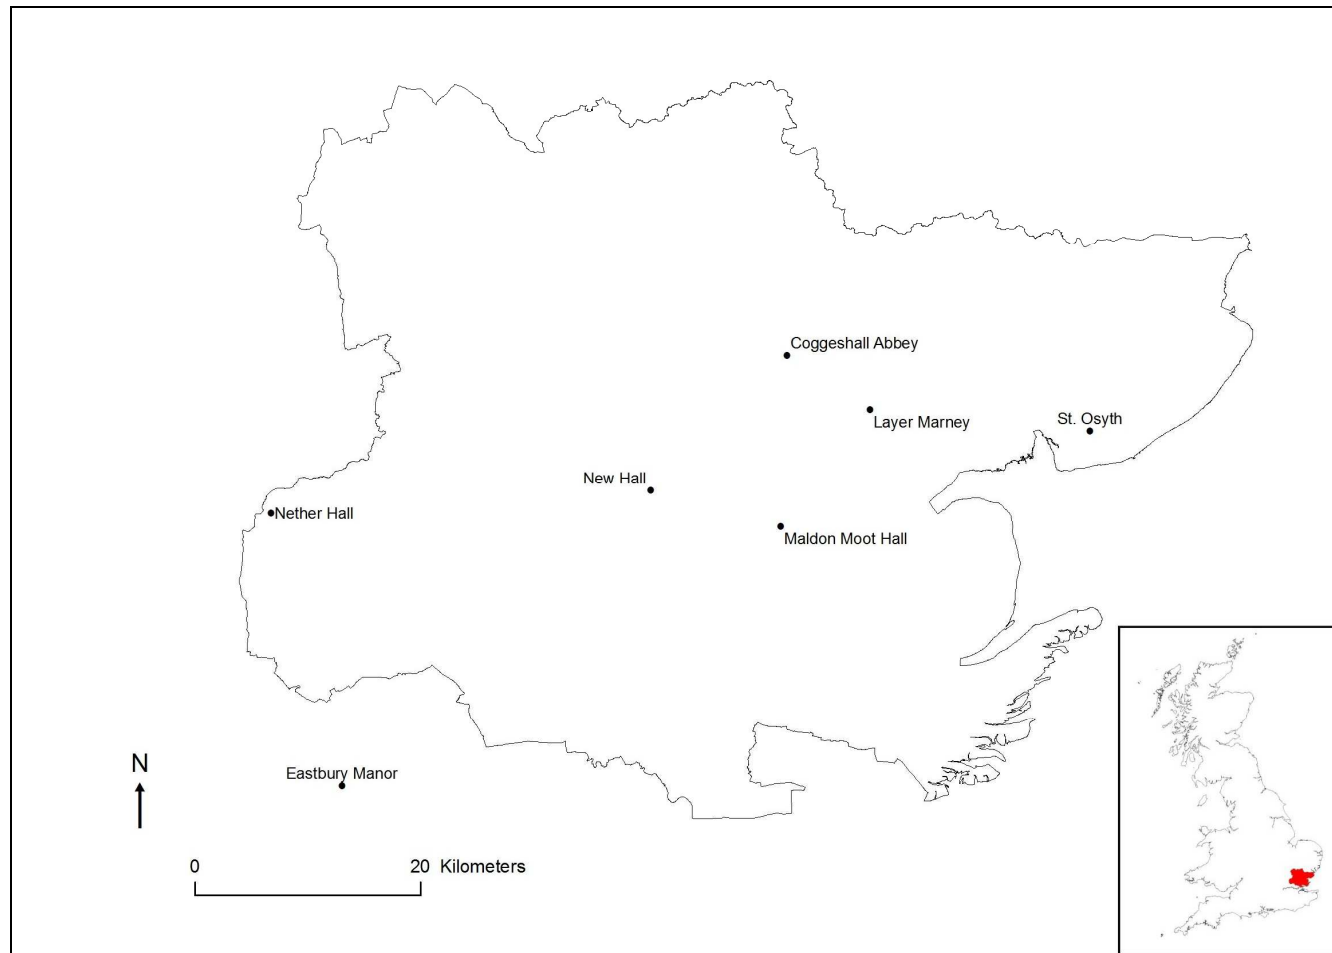 Coggeshall Abbey
Layer Marney
St. Osyth
New Hall
Nether Hall
Maldon Moot Hall
N
Eastbury Manor
0 20 Kilometers